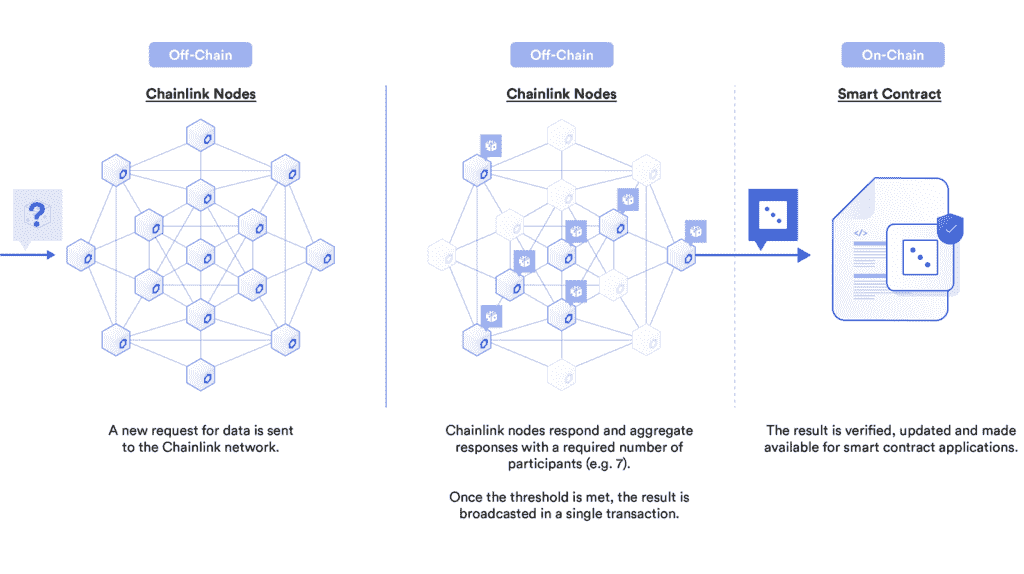 Off-Chain
Chainlink Nodes
?
A new request for data is sent
to the Chainlink network.
Off-Chain
Chainlink Nodes
Chainlink nodes respond and aggregate
responses with a required number of
participants (e.g. 7).
Once the threshold is met, the result is
broadcasted in a single transaction.
On-Chain
Smart Contract
</>
The result is verified, updated and made
available for smart contract applications.